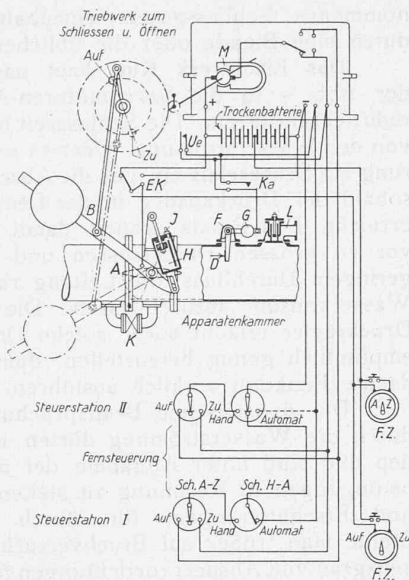 Triebwerk zum
Schliessen u. Öffnen
Auf
M
+
−
Trockenbatterie
Ue
Zu
EK
Ka
B
J
F
G
L
H
A
K
Apparatenkammer
Steuerstation II
Auf
Zu
Hand
Automat
A Z
F.Z.
Fernsteuerung
Sch. A-Z
Sch. H-A
Steuerstation I
Auf
Zu
Hand
Automat
Auf
Zu
F.Z.